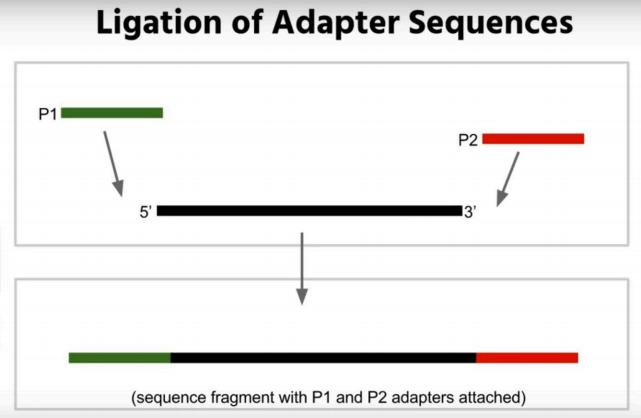 Ligation of Adapter Sequences
P1
P2
5' 3'
(sequence fragment with P1 and P2 adapters attached)